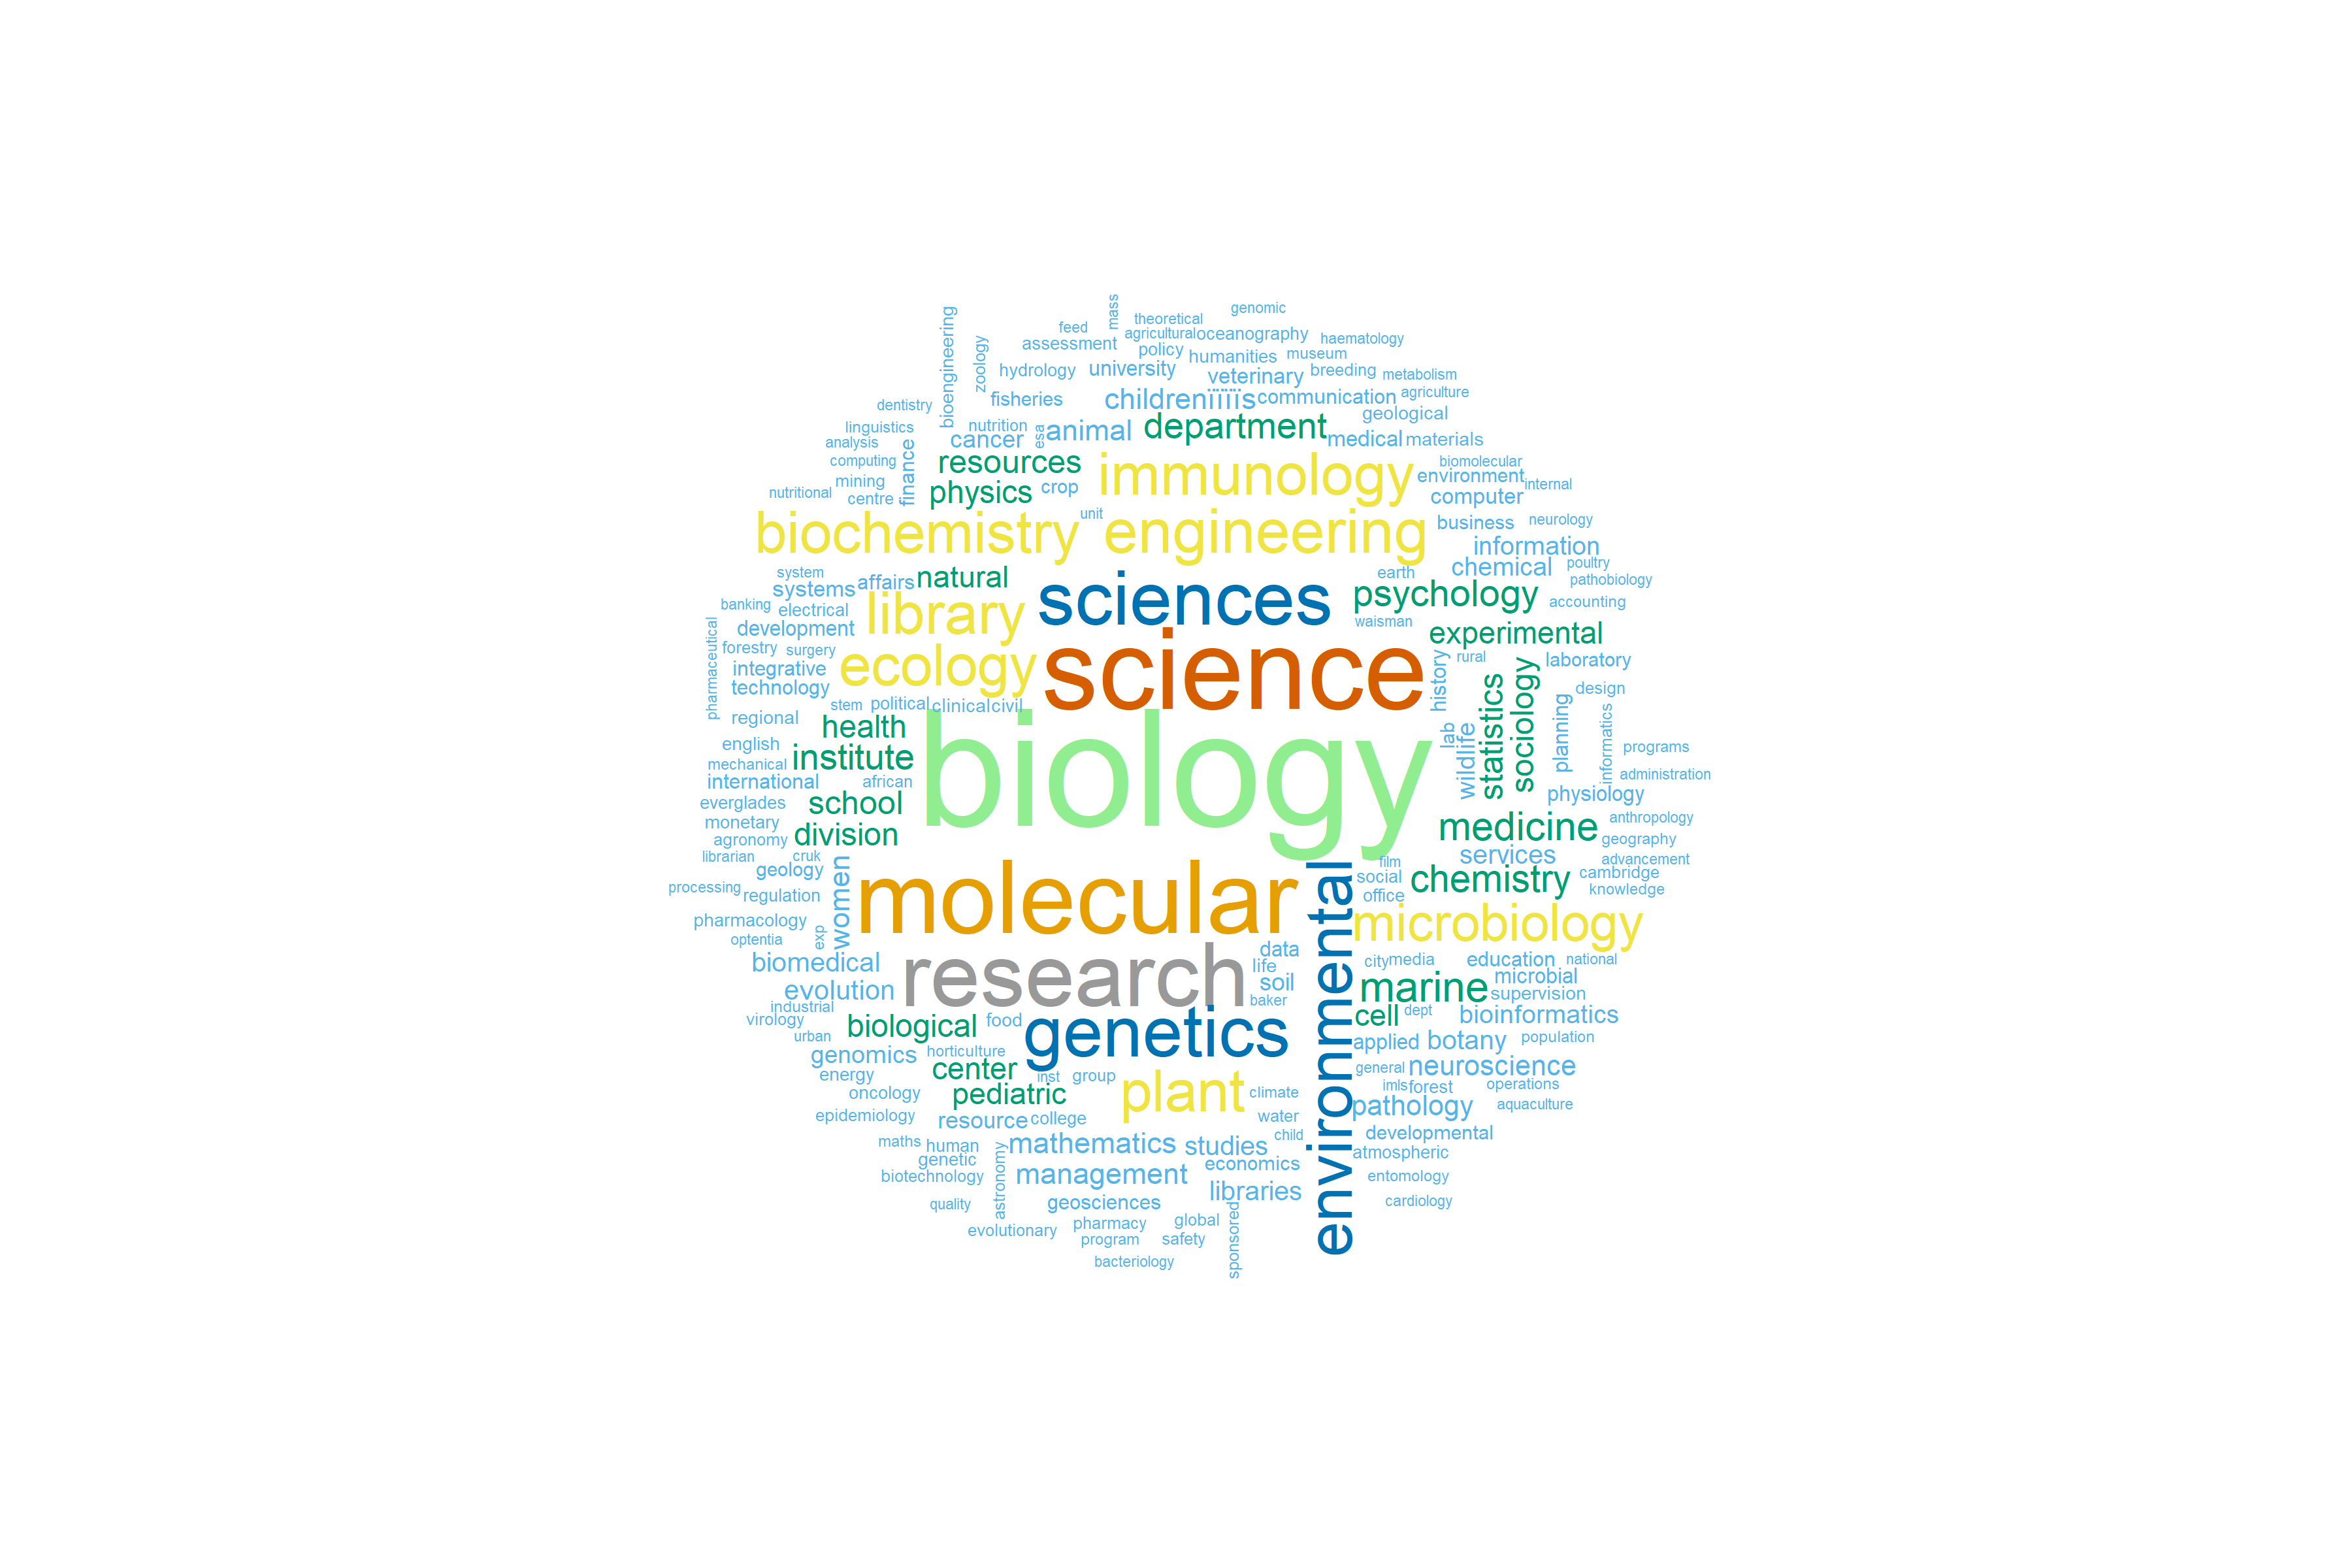 mass
genomic
theoretical
feed
bioengineering
agricultural
oceanography
haematology
zoology
assessment
policy
humanities
museum
hydrology
university
veterinary
breeding
metabolism
fisheries
childrenïïïïïs
communication
agriculture
dentistry
geological
linguistics
nutrition
esa
animal
department
analysis
cancer
medical
materials
computing
finance
resources
immunology
biomolecular
mining
environment
internal
nutritional
centre
physics
crop
computer
biochemistry
unit
engineering
business
neurology
information
system
affairs
natural
sciences
earth
chemical
poultry
systems
pathobiology
banking
electrical
library
psychology
accounting
development
waisman
experimental
pharmaceutical
forestry
surgery
integrative
ecology
science
history
rural
laboratory
technology
statistics
sociology
design
stem
political
clinical
civil
regional
health
biology
planning
informatics
english
institute
lab
wildlife
programs
mechanical
international
african
administration
everglades
school
physiology
monetary
division
medicine
anthropology
agronomy
geography
librarian
cruk
services
advancement
geology
women
molecular
environmental
film
social
chemistry
cambridge
processing
regulation
office
knowledge
pharmacology
microbiology
optentia
exp
research
data
biomedical
life
city
media
education
national
evolution
soil
marine
microbial
baker
supervision
industrial
virology
biological
food
genetics
cell
dept
bioinformatics
urban
applied
botany
population
genomics
horticulture
center
general
neuroscience
energy
inst
group
plant
imls
forest
operations
oncology
pediatric
climate
pathology
aquaculture
epidemiology
resource
college
water
maths
human
mathematics
studies
child
developmental
genetic
atmospheric
biotechnology
astronomy
management
economics
entomology
quality
geosciences
libraries
cardiology
evolutionary
pharmacy
global
sponsored
program
safety
bacteriology